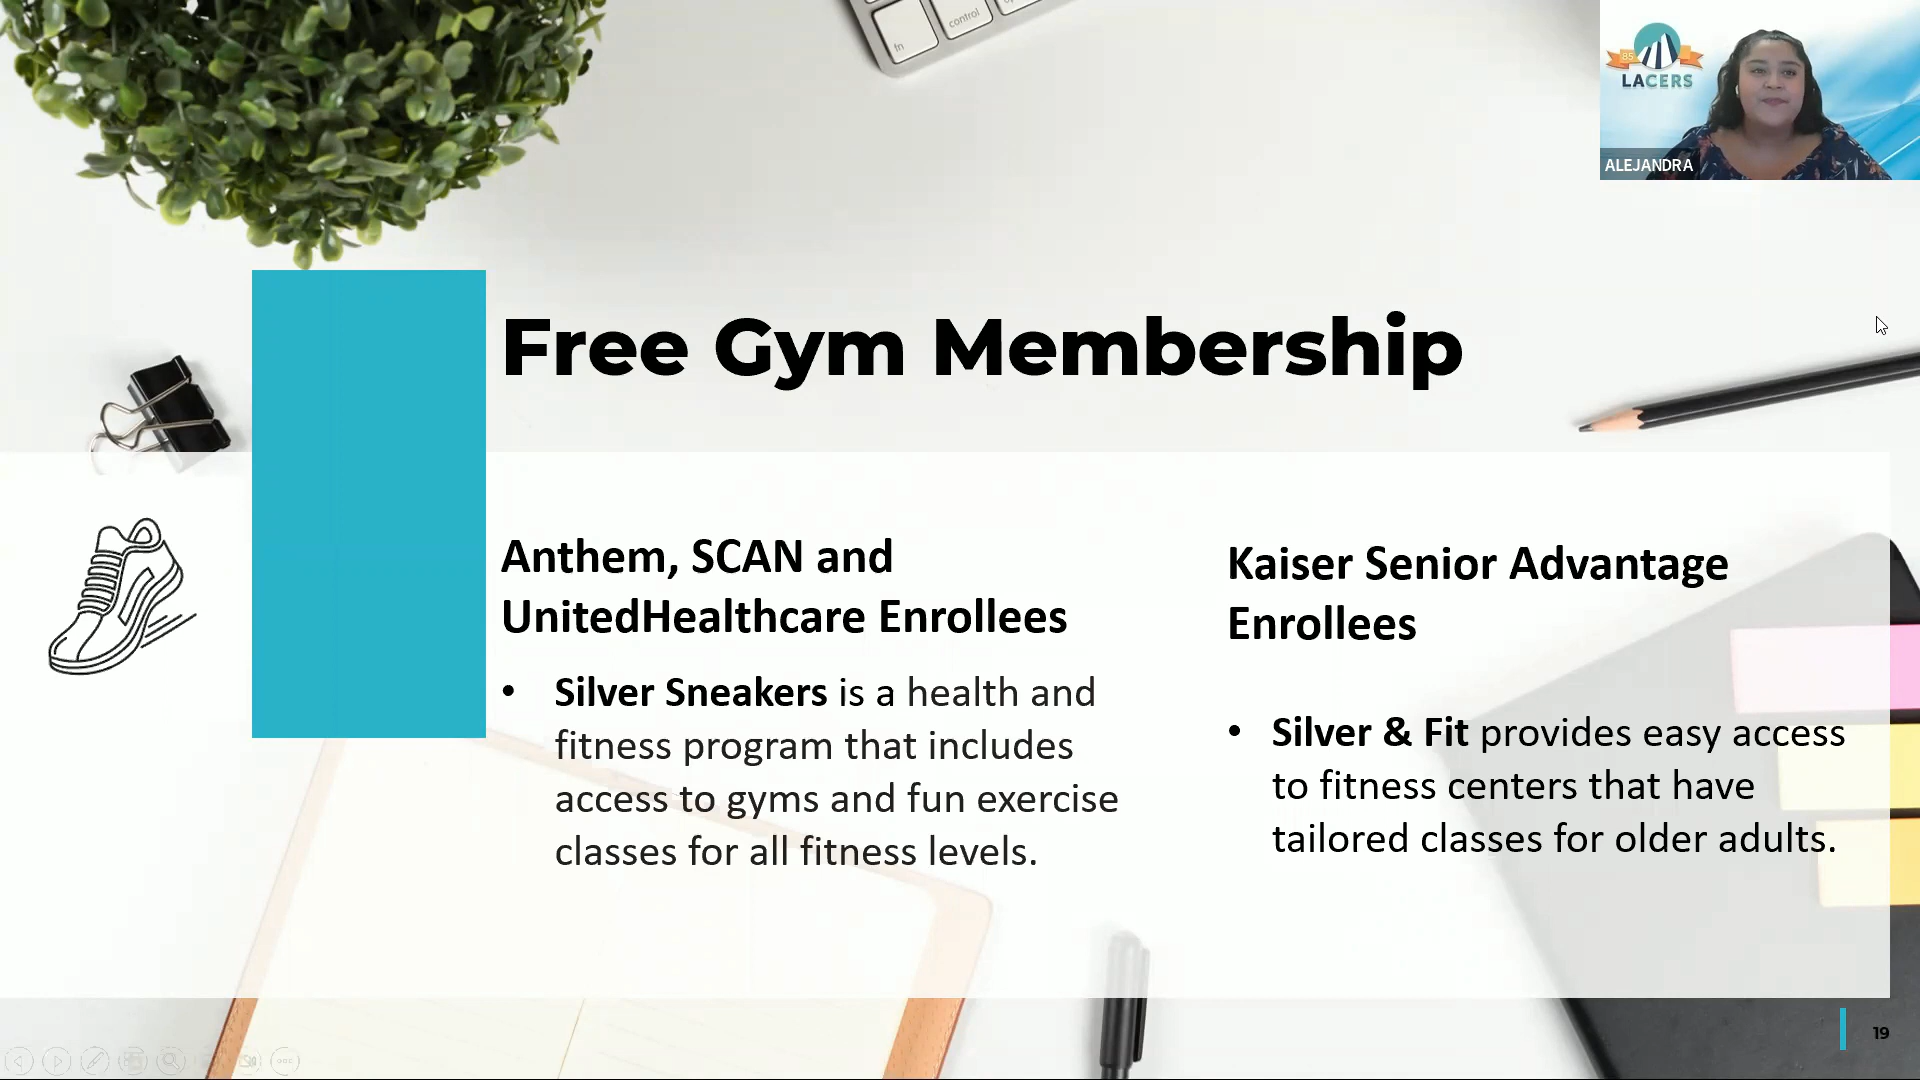 fn
control
85
LACERS
ALEJANDRA
Free Gym Membership
Anthem, SCAN and
UnitedHealthcare Enrollees
• Silver Sneakers is a health and
fitness program that includes
access to gyms and fun exercise
classes for all fitness levels.
Kaiser Senior Advantage
Enrollees
• Silver & Fit provides easy access
to fitness centers that have
tailored classes for older adults.
19